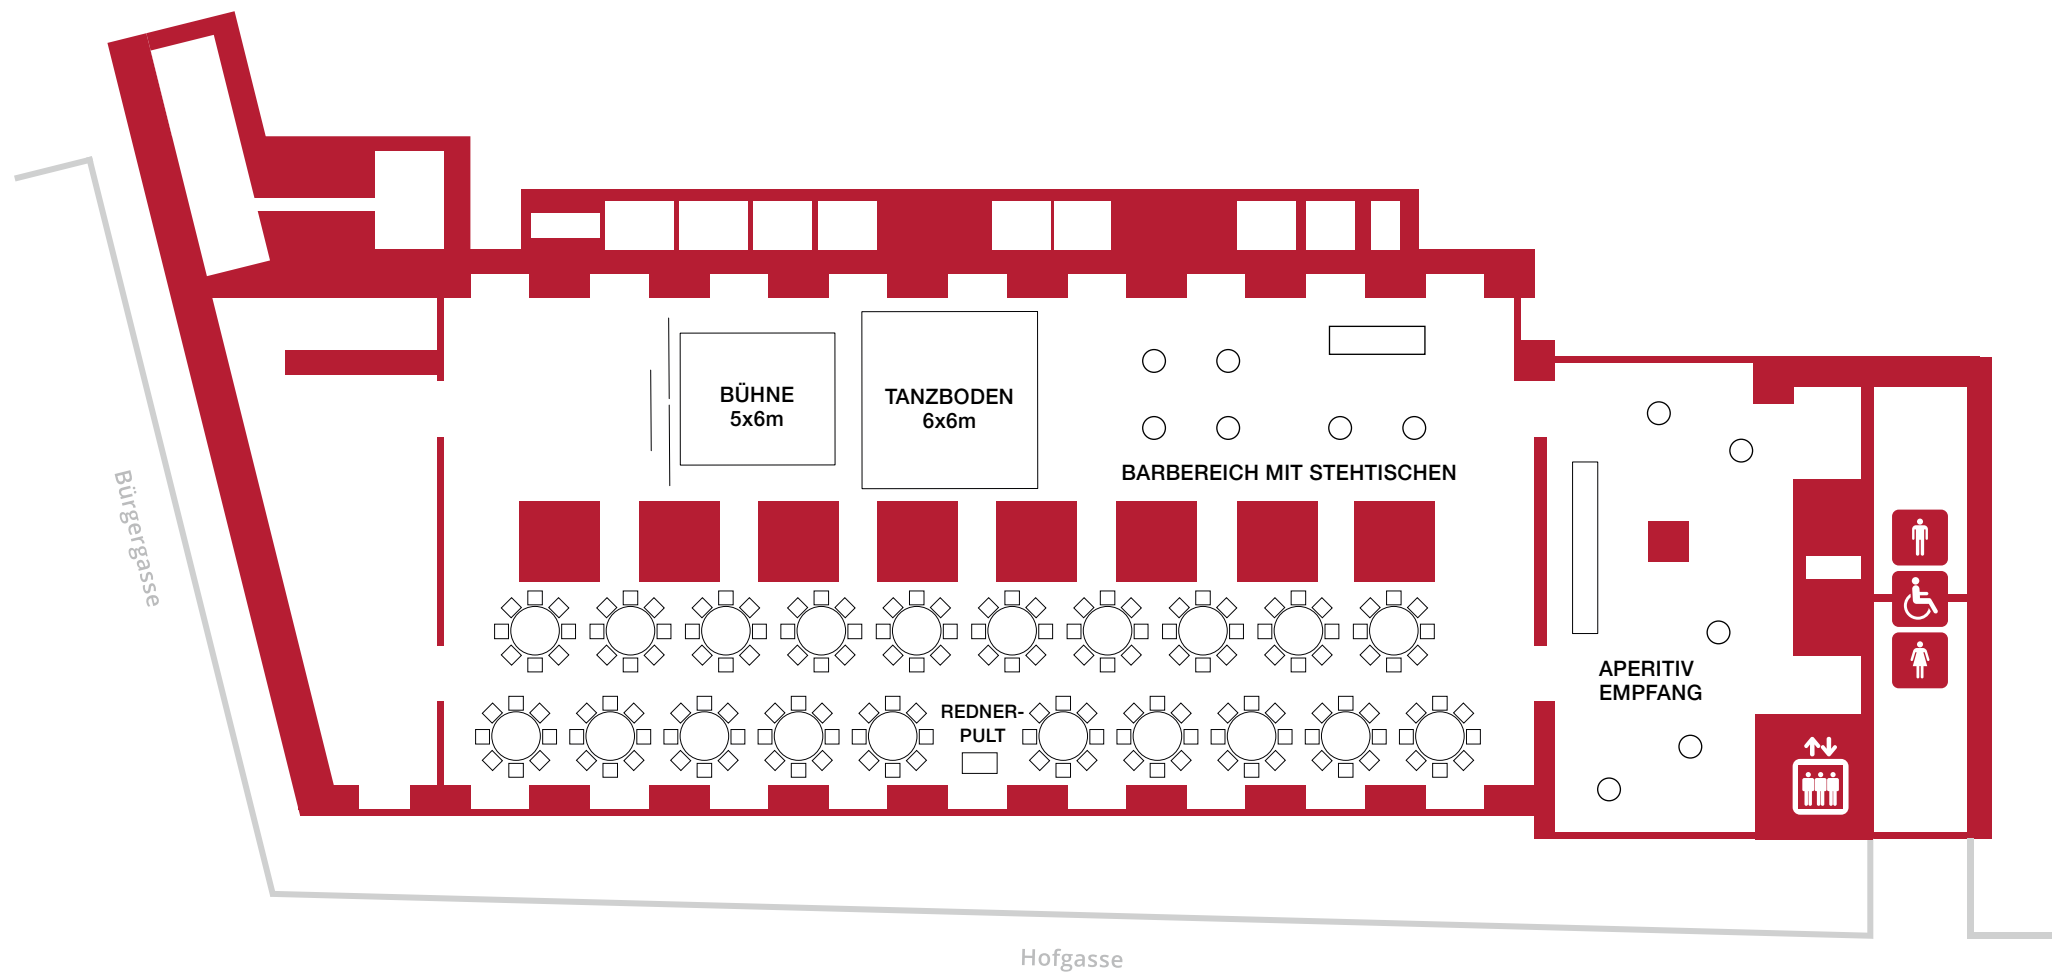 BÜHNE
5x6m
TANZBODEN
6x6m
BARBEREICH MIT STEHTISCHEN
Bürgergasse
APERITIV
EMPFANG
REDNER-
PULT
Hofgasse